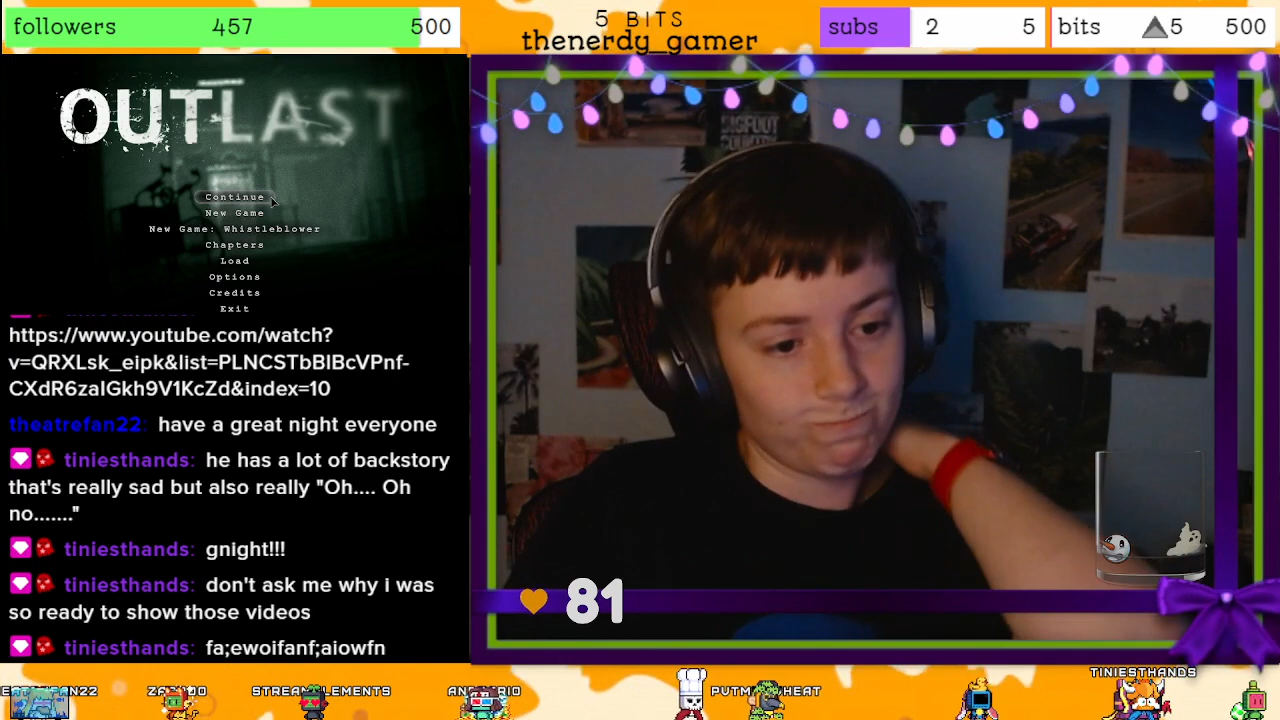 followers 457 500
5 BITS
thenerdy_gamer
subs 2 5
bits 5 500
OUTLAST
Continue
New Game
New Game: Whistleblower
Chapters
Load
Options
Credits
Exit
https://www.youtube.com/watch?
v=QRXLsk_eipk&list=PLNCSTbBlBcVPnf-
CXdR6zalGkh9V1KcZd&index=10
theatrefan22: have a great night everyone
tiniesthands: he has a lot of backstory
that's really sad but also really "Oh.... Oh
no......."
tiniesthands: gnight!!!
tiniesthands: don't ask me why i was
so ready to show those videos
tiniesthands: fa;ewoifanf;aiowfn
BIGFOOT
COUNTRY
81
TINIESTHANDS